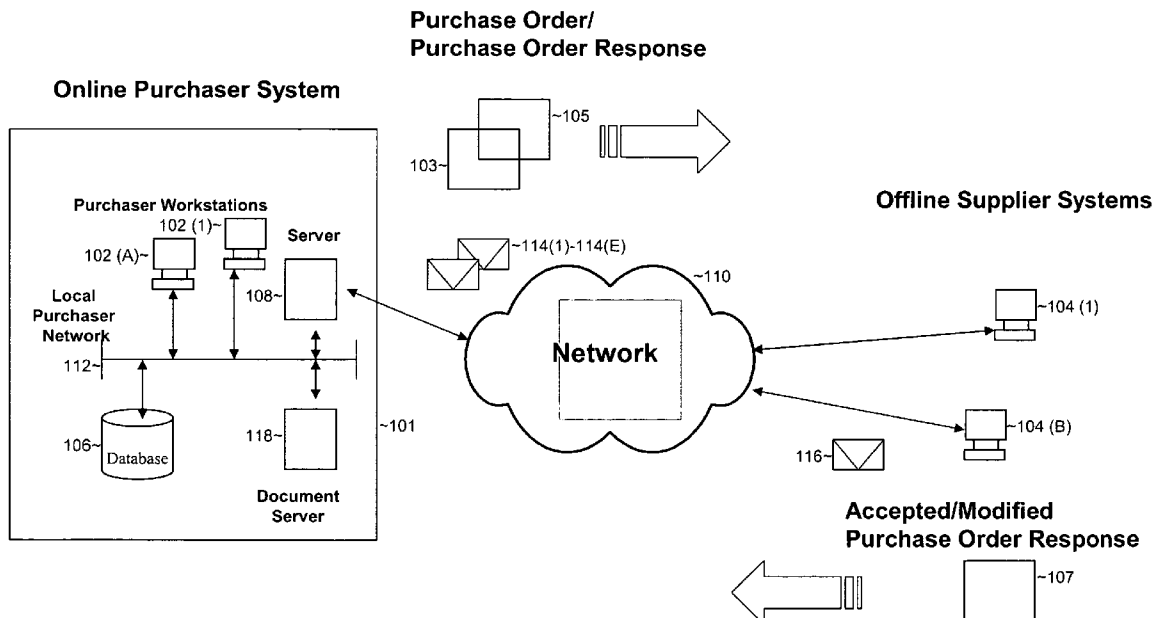 Purchase Order/
Purchase Order Response
Online Purchaser System
~105
103~
Offline Supplier Systems
Purchaser Workstations
102 (1)~
Server
102 (A)~
~114(1)-114(E)
~110
108~
Local
Purchaser
Network
104 (1)
Network
112~
~104 (B)
106~
Database
118~
~101
116~
Document
Server
Accepted/Modified
Purchase Order Response
~107